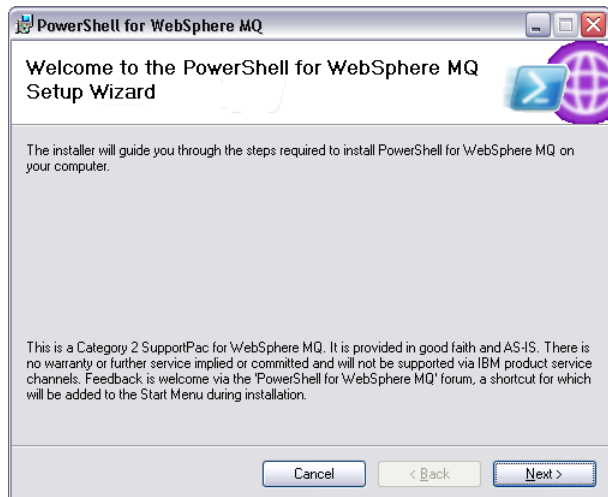 PowerShell for WebSphere MQ
Welcome to the PowerShell for WebSphere MQ
Setup Wizard
The installer will guide you through the steps required to install PowerShell for WebSphere MQ on
your computer.
This is a Category 2 SupportPac for WebSphere MQ. It is provided in good faith and AS-IS. There is
no warranty or further service implied or committed and will not be supported via IBM product service
channels. Feedback is welcome via the 'PowerShell for WebSphere MQ' forum, a shortcut for which
will be added to the Start Menu during installation.
Cancel
< Back
Next >